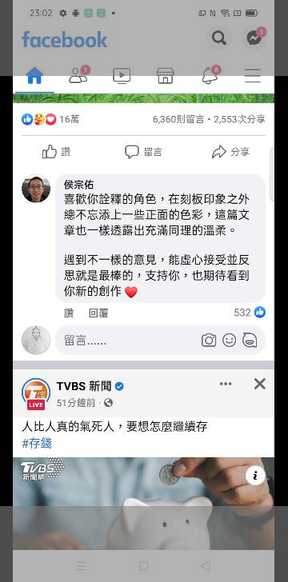 23:02
facebook
1
1
8
16萬
6,360則留言・2,553次分享
讚
留言
分享
侯宗佑
喜歡你詮釋的角色，在刻板印象之外
總不忘添上一些正面的色彩，這篇文
章也一樣透露出充滿同理的溫柔。
遇到不一樣的意見，能虛心接受並反
思就是最棒的，支持你，也期待看到
你新的創作
讚 回覆
532
留言......
T
LIVE
TVBS 新聞
51分鐘前・
人比人真的氣死人，要想怎麼繼續存
#存錢
TVBS
新聞網
i